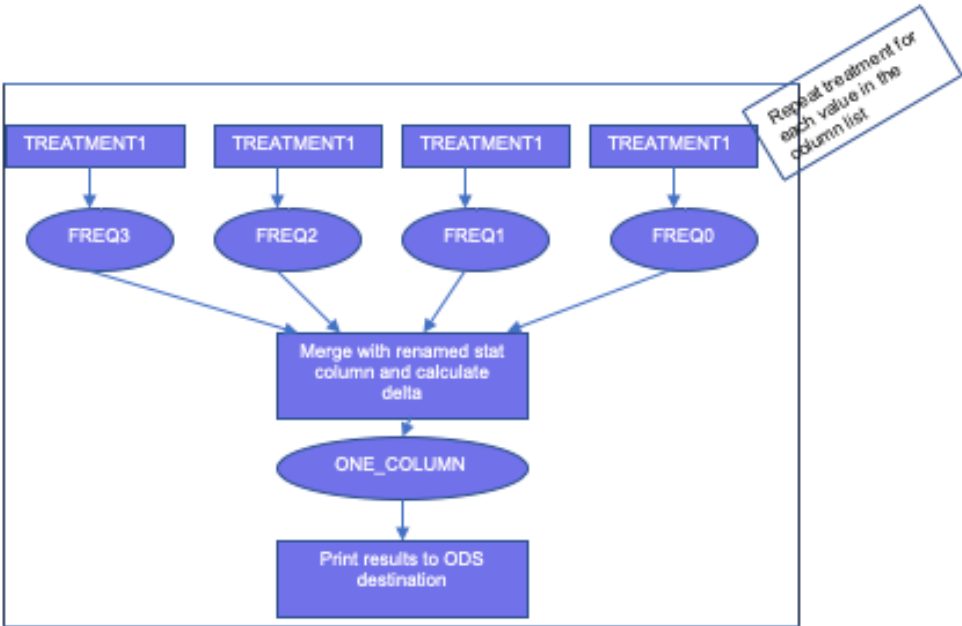 Repeat treatment for
each value in the
column list
TREATMENT1
TREATMENT1
TREATMENT1
TREATMENT1
FREQ3
FREQ2
FREQ1
FREQ0
Merge with renamed stat
column and calculate
delta
ONE_COLUMN
Print results to ODS
destination